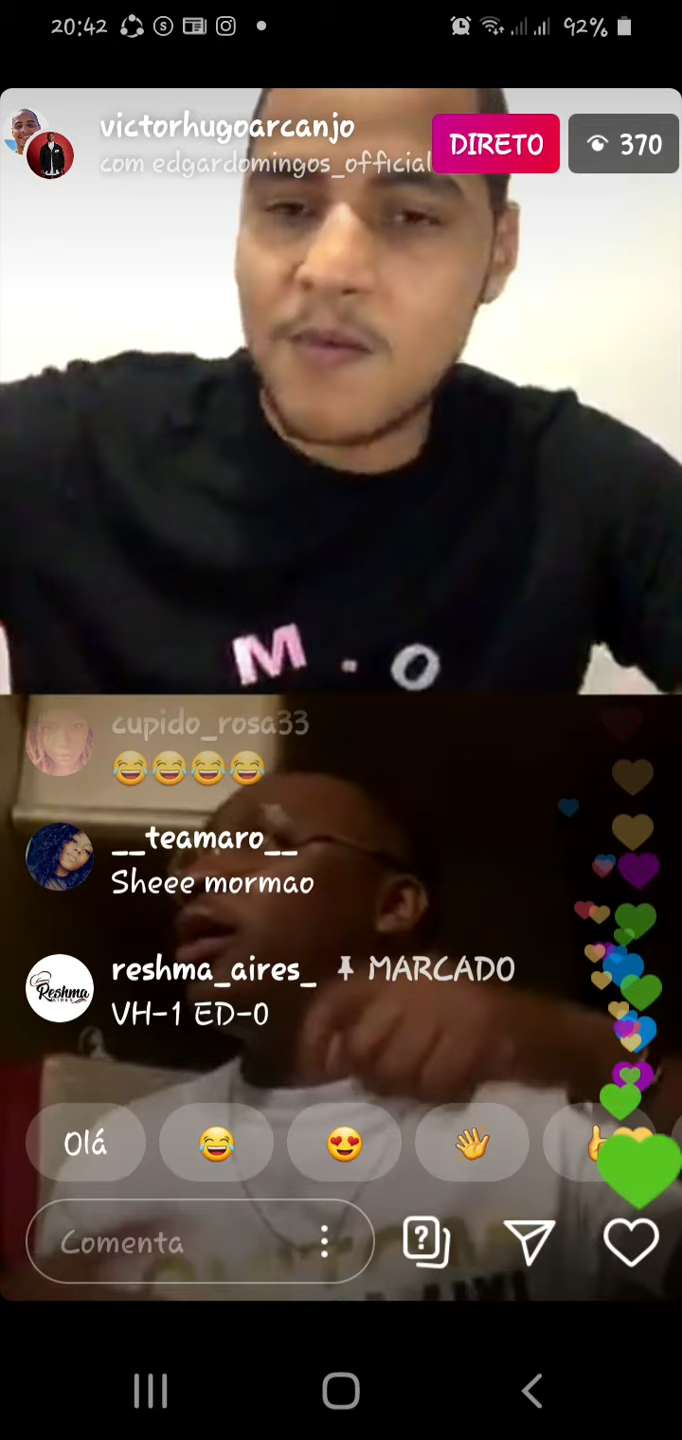 20:42
92%
victorhugoarcanjo
com edgardomingos_official
DIRETO
370
M.O
cupido_rosa33
😂😂😂😂
__teamaro__
Sheee mormao
Reshma
reshma_aires_ MARCADO
VH-1 ED-0
Olá
Comenta